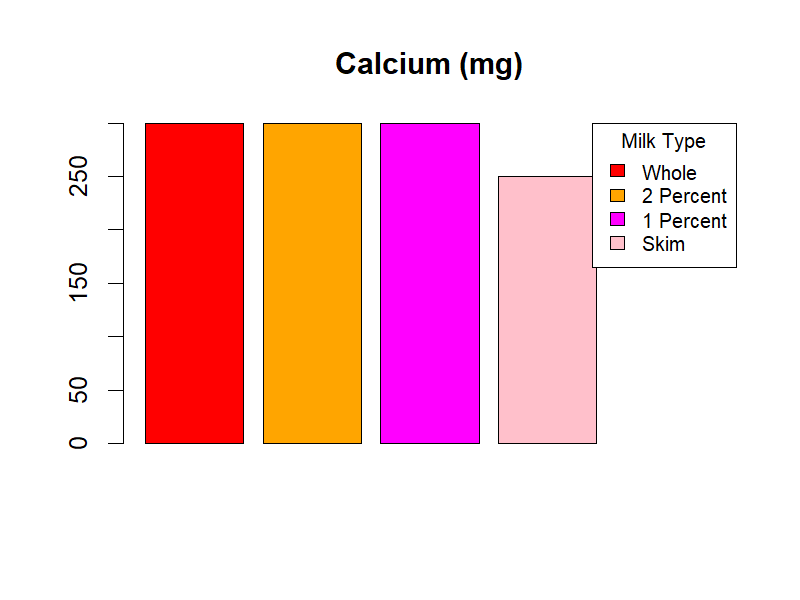 Calcium (mg)
250
150
50
0
Milk Type
Whole
2 Percent
1 Percent
Skim